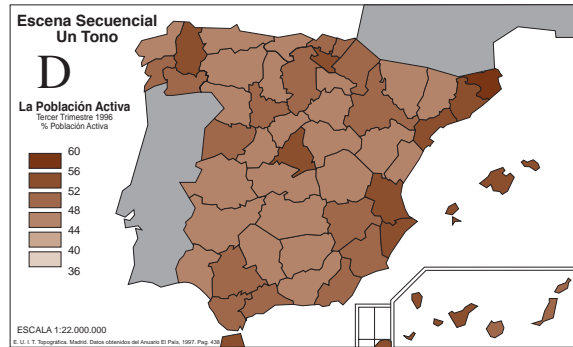 Escena Secuencial
Un Tono
D
La Población Activa
Tercer Trimestre 1996
% Población Activa
60
56
52
48
44
40
36
ESCALA 1:22.000.000
E. U. I. T. Topográfica. Madrid. Datos obtenidos del Anuario El País, 1997. Pag. 438